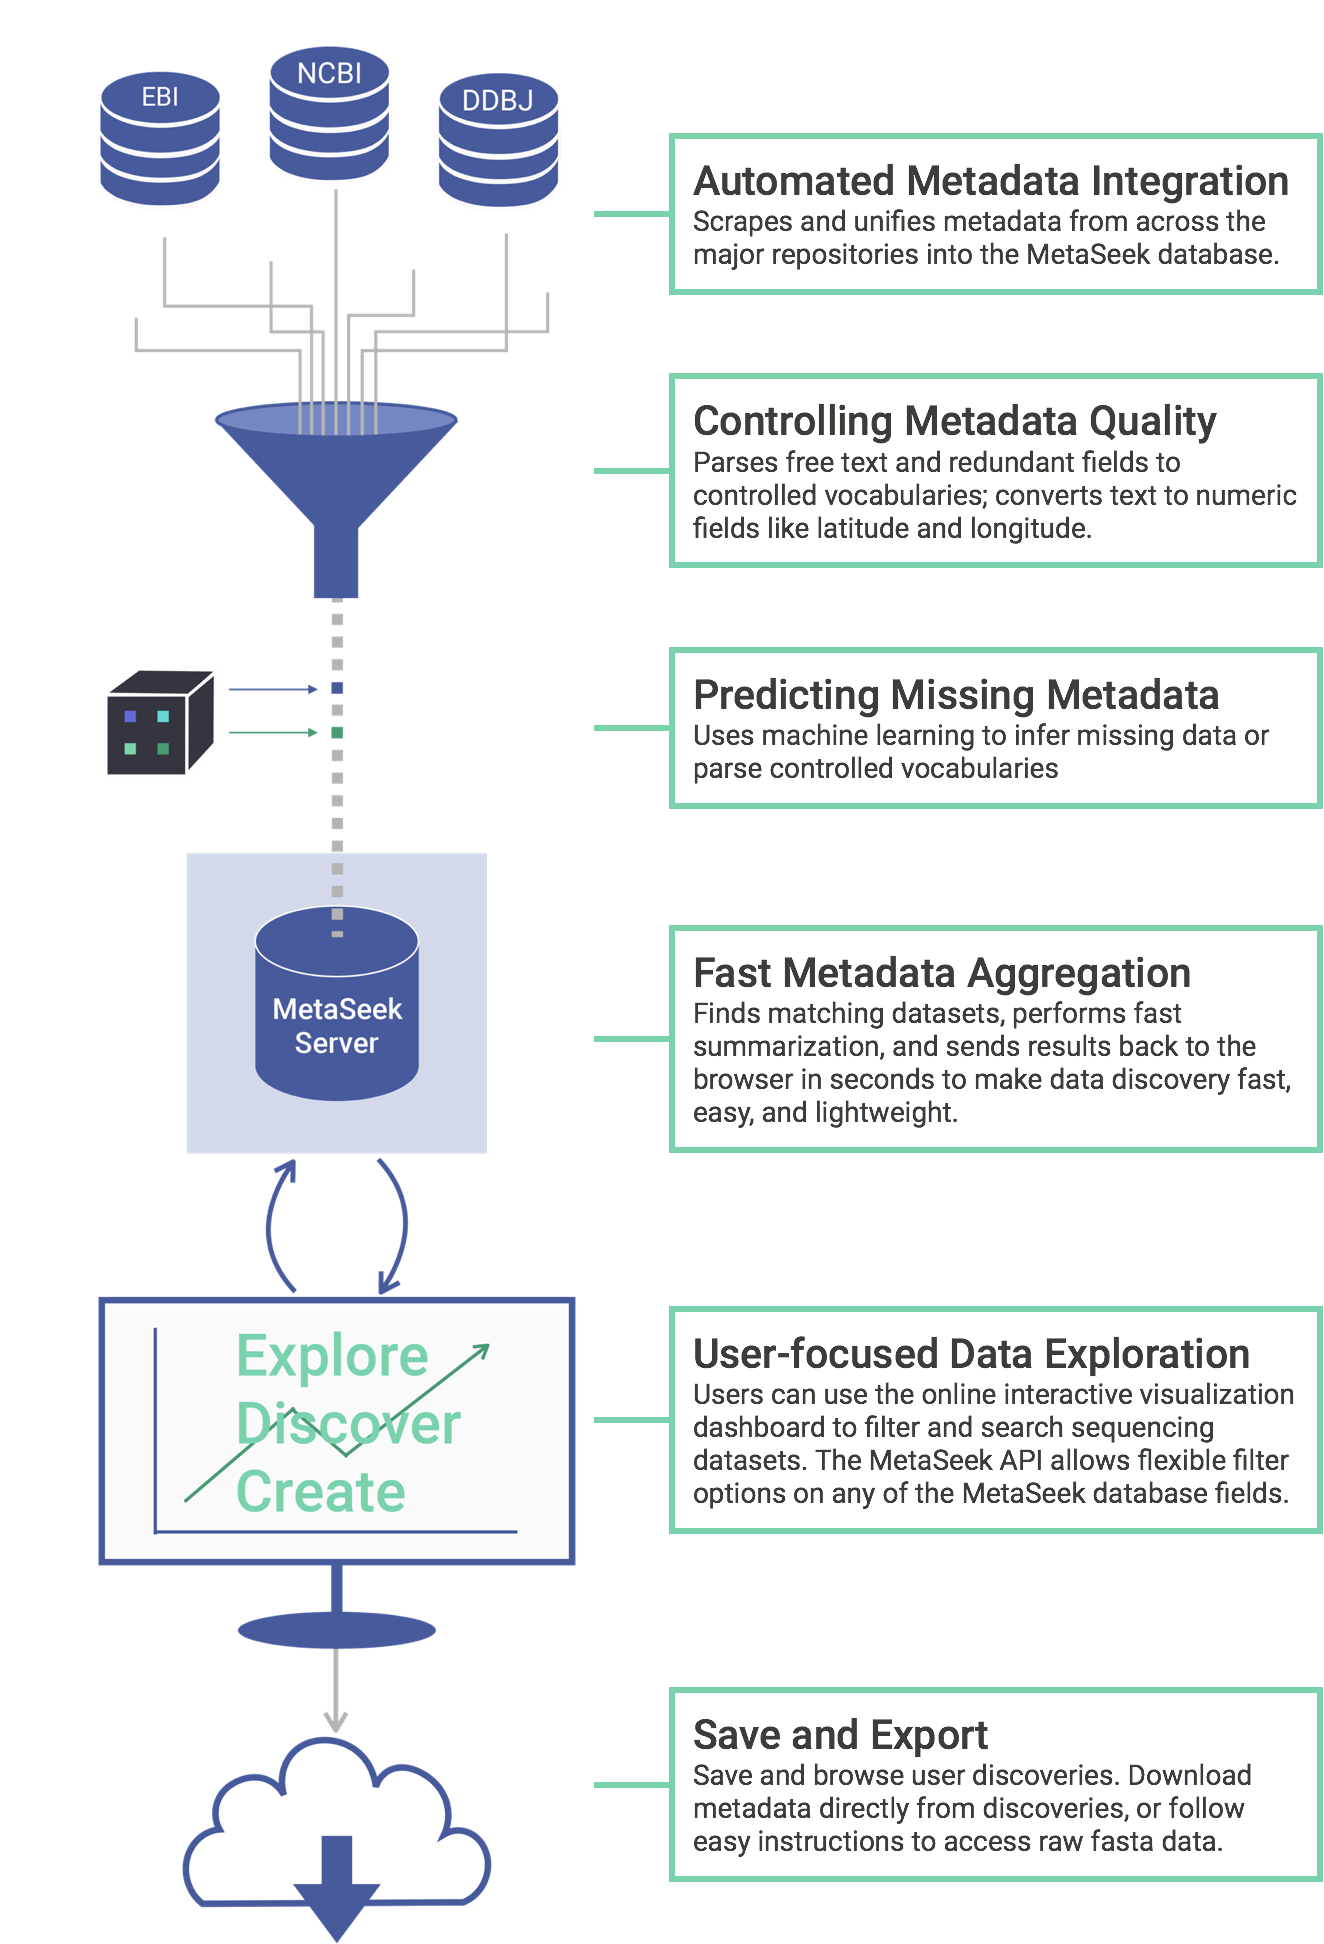 EBI
NCBI
DDBJ
Automated Metadata Integration
Scrapes and unifies metadata from across the
major repositories into the MetaSeek database.
Controlling Metadata Quality
Parses free text and redundant fields to
controlled vocabularies; converts text to numeric
fields like latitude and longitude.
Predicting Missing Metadata
Uses machine learning to infer missing data or
parse controlled vocabularies
MetaSeek
Server
Fast Metadata Aggregation
Finds matching datasets, performs fast
summarization, and sends results back to the
browser in seconds to make data discovery fast,
easy, and lightweight.
Explore
Discover
Create
User-focused Data Exploration
Users can use the online interactive visualization
dashboard to filter and search sequencing
datasets. The MetaSeek API allows flexible filter
options on any of the MetaSeek database fields.
Save and Export
Save and browse user discoveries. Download
metadata directly from discoveries, or follow
easy instructions to access raw fasta data.